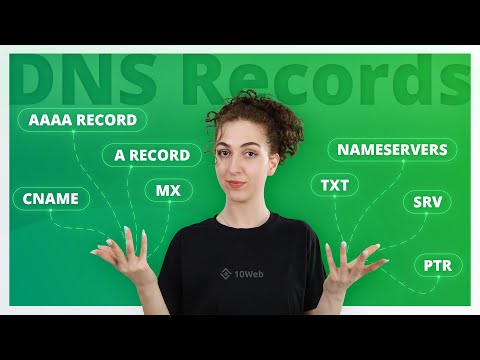 DNS Records
AAAA RECORD
A RECORD
NAMESERVERS
CNAME
MX
TXT
SRV
PTR
10Web